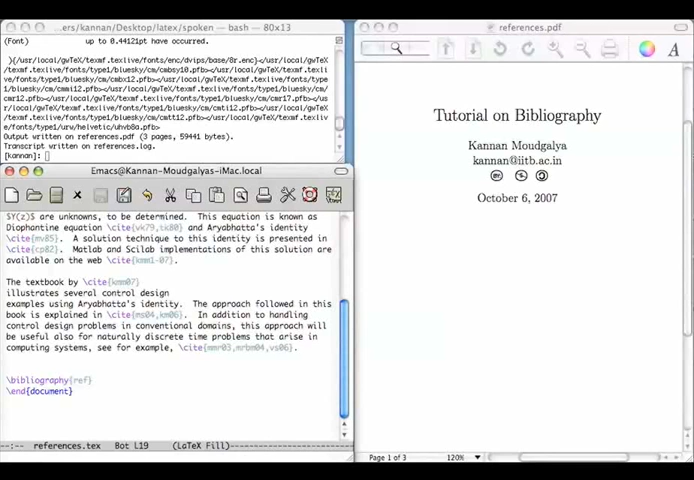 ...ers/kannan/Desktop/latex/spoken — bash — 80x13
(Font) up to 0.44121pt have occurred.
){/usr/local/gwTeX/texmf.texlive/fonts/enc/dvips/base/8r.enc}</usr/local/gwTeX
/texmf.texlive/fonts/type1/bluesky/cm/cmbsy10.pfb></usr/local/gwTeX/texmf.texli
ve/fonts/type1/bluesky/cm/cmbx12.pfb></usr/local/gwTeX/texmf.texlive/fonts/type
1/bluesky/cm/cmmi12.pfb></usr/local/gwTeX/texmf.texlive/fonts/type1/bluesky/cm/
cmr12.pfb></usr/local/gwTeX/texmf.texlive/fonts/type1/bluesky/cm/cmr17.pfb></us
r/local/gwTeX/texmf.texlive/fonts/type1/bluesky/cm/cmti12.pfb></usr/local/gwTeX
/texmf.texlive/fonts/type1/bluesky/cm/cmtt12.pfb></usr/local/gwTeX/texmf.texliv
e/fonts/type1/urw/helvetic/uhvb8a.pfb>
Output written on references.pdf (3 pages, 59441 bytes).
Transcript written on references.log.
[kannan]:
Emacs@Kannan-Moudgalyas-iMac.local
$Y(z)$ are unknowns, to be determined. This equation is known as
Diophantine equation \cite{vk79,tk80} and Aryabhatta's identity
\cite{mv85}. A solution technique to this identity is presented in
\cite{cp82}. Matlab and Scilab implementations of this solution are
available on the web \cite{kmm1-07}.
The textbook by \cite{kmm07}
illustrates several control design
examples using Aryabhatta's identity. The approach followed in this
book is explained in \cite{ms04,km06}. In addition to handling
control design problems in conventional domains, this approach will
be useful also for naturally discrete time problems that arise in
computing systems, see for example, \cite{mmr03,mrbm04,vs06}.
\bibliography{ref}
\end{document}
--:-- references.tex Bot L19 (LaTeX Fill)
references.pdf
A
Tutorial on Bibliography
Kannan Moudgalya
kannan@iitb.ac.in
October 6, 2007
Page 1 of 3 120%